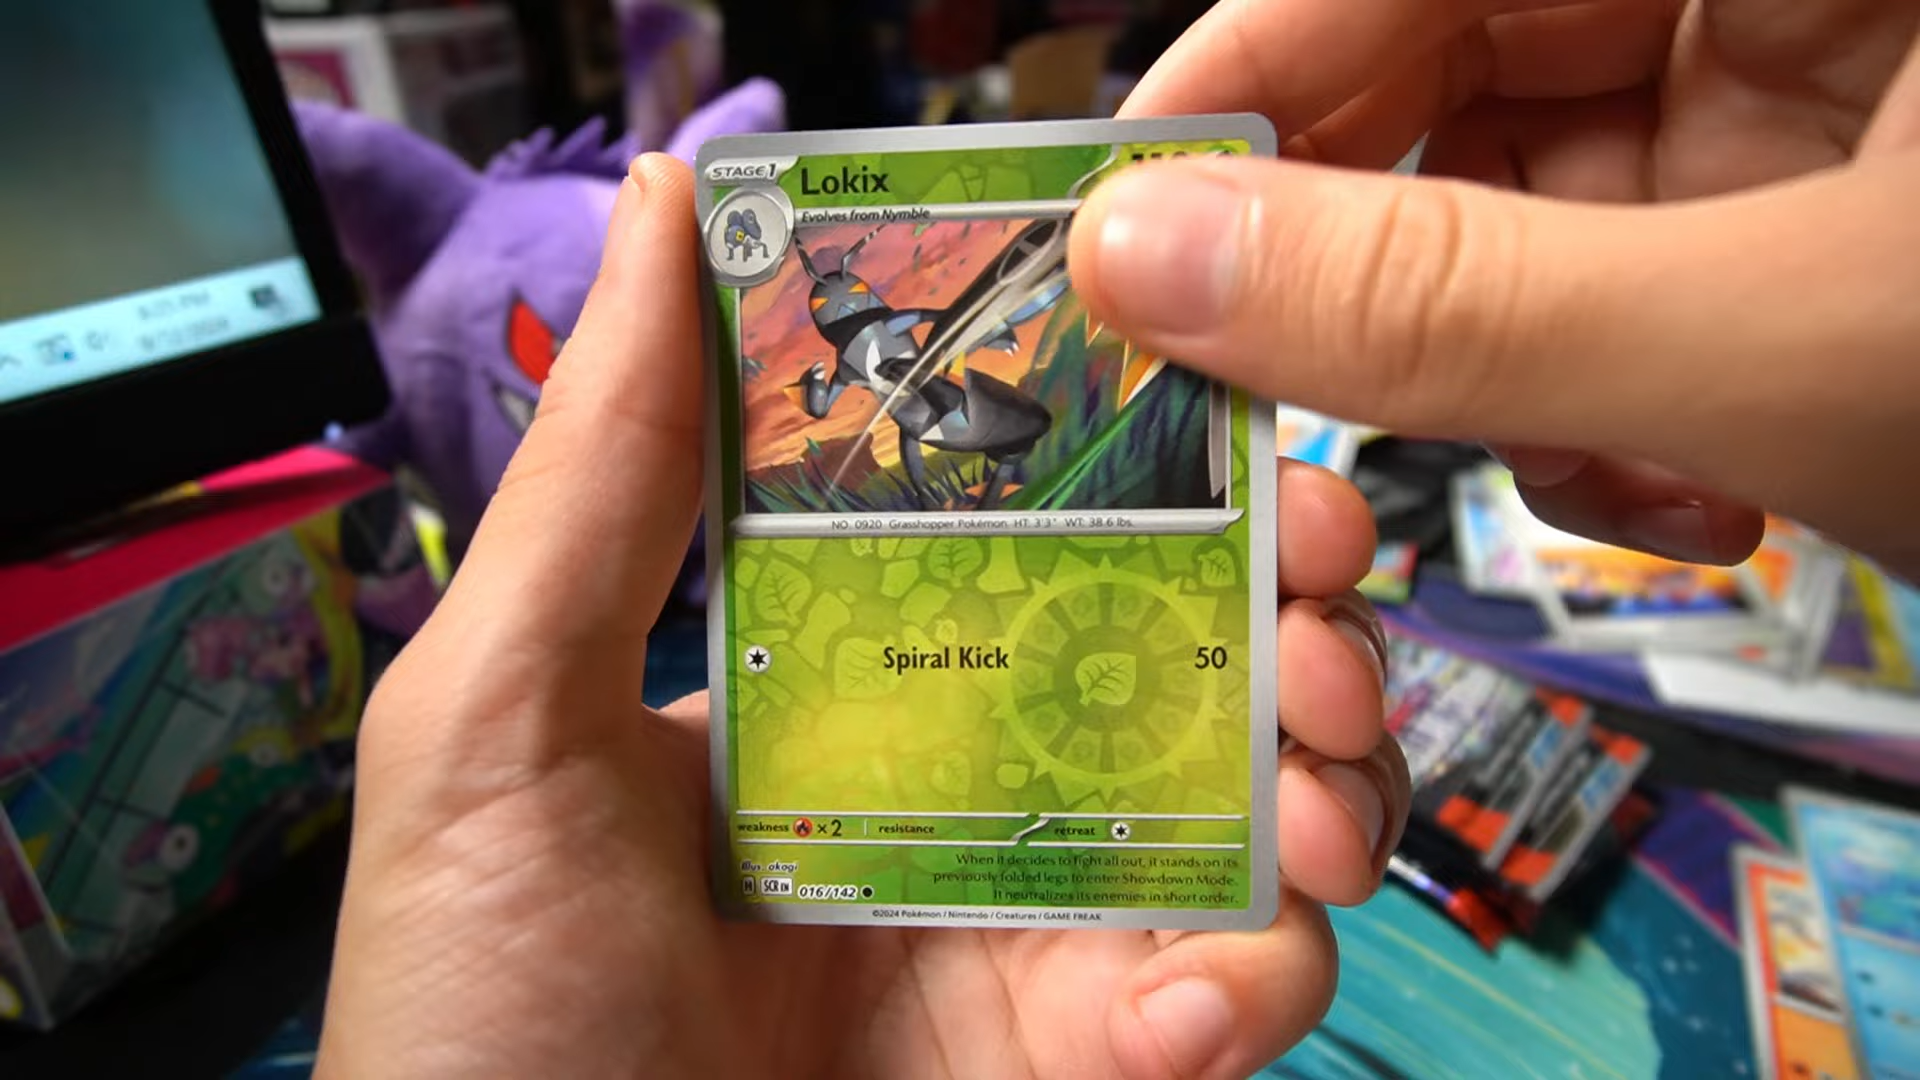 STAGE1
Lokix
Evolves from Nymble
NO. 0920 Grasshopper Pokémon. HT: 3'3" WT: 38.6 lbs.
Spiral Kick 50
weakness ×2 resistance retreat
Illus. akagi
When it decides to fight all out, it stands on its
previously folded legs to enter Showdown Mode.
It neutralizes its enemies in short order.
H SCR EN 016/142
©2024 Pokémon / Nintendo / Creatures / GAME FREAK